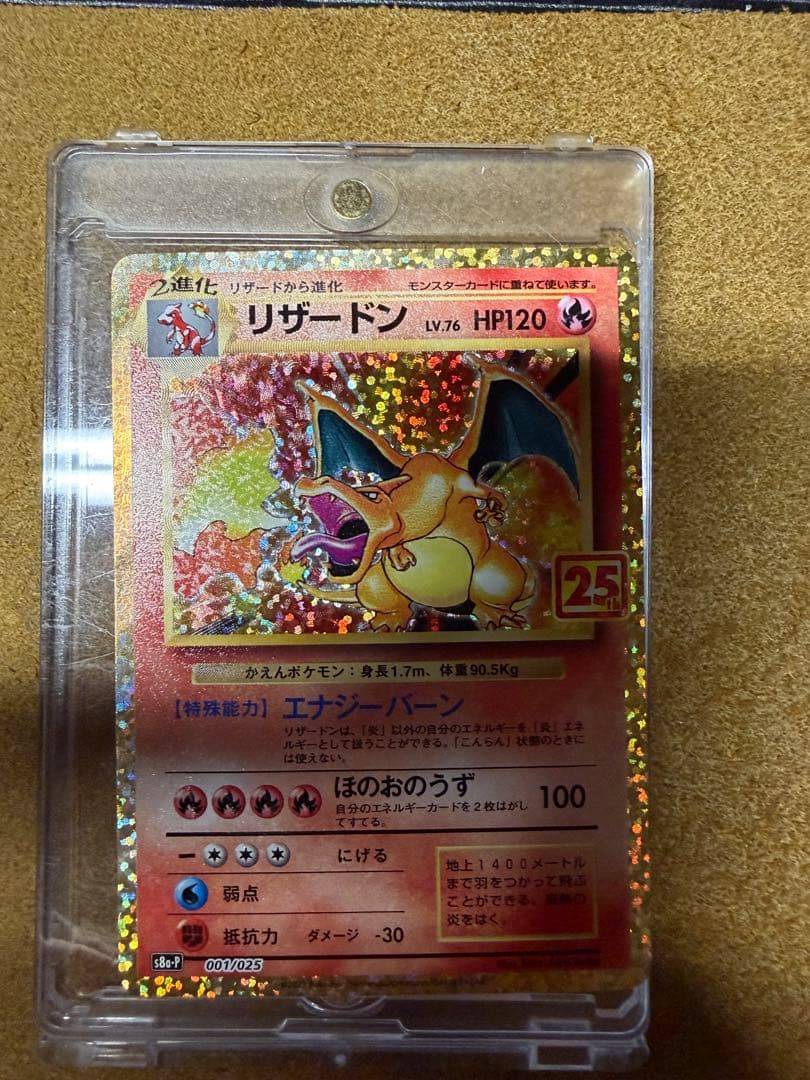 2進化 リザードから進化 モンスターカードに重ねて使います。
リザードン LV.76 HP120
25th
かえんポケモン：身長1.7m、体重90.5Kg
【特殊能力】 エナジーバーン
リザードンは、「炎」以外の自分のエネルギーを「炎」エネ
ルギーとして扱うことができる。「こんらん」状態のときに
は使えない。
ほのおのうず 100
自分のエネルギーカードを2枚はがし
てすてる。
ー にげる
弱点
抵抗力 ダメージ -30
地上1400メートル
まで羽をつかって飛ぶ
ことができる。高熱の
炎をはく。
s8a-P 001/025